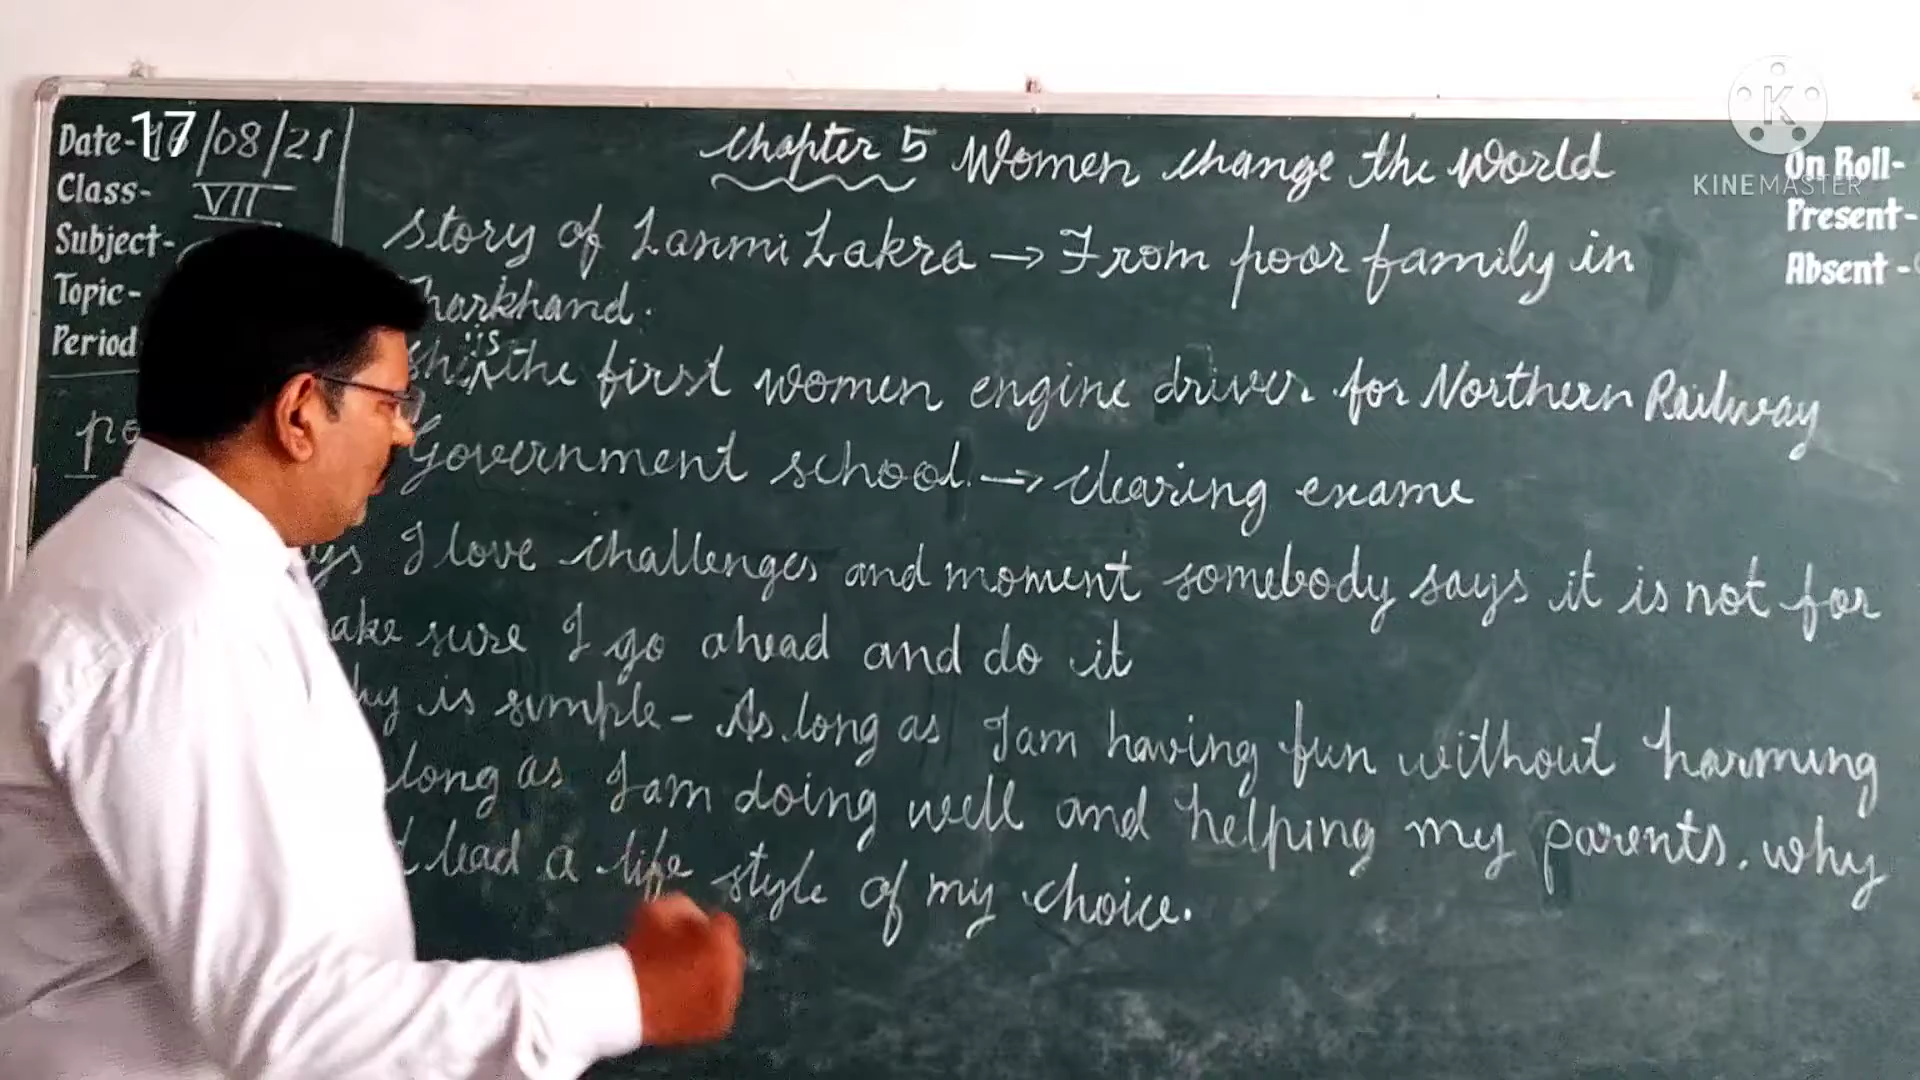 Date- 17/08/21
Class- VII
Subject-
Topic-
Period
Chapter 5 Women change the World
On Roll-
Present-
Absent-
KINEMASTER
story of Laxmi Lakra → From poor family in
Jharkhand.
she is the first women engine driver for Northern Railway
Government school → clearing exame
I love challenges and moment somebody says it is not for
sure I go ahead and do it
is simple - As long as I am having fun without harming
long as I am doing well and helping my parents. why
lead a life style of my choice.